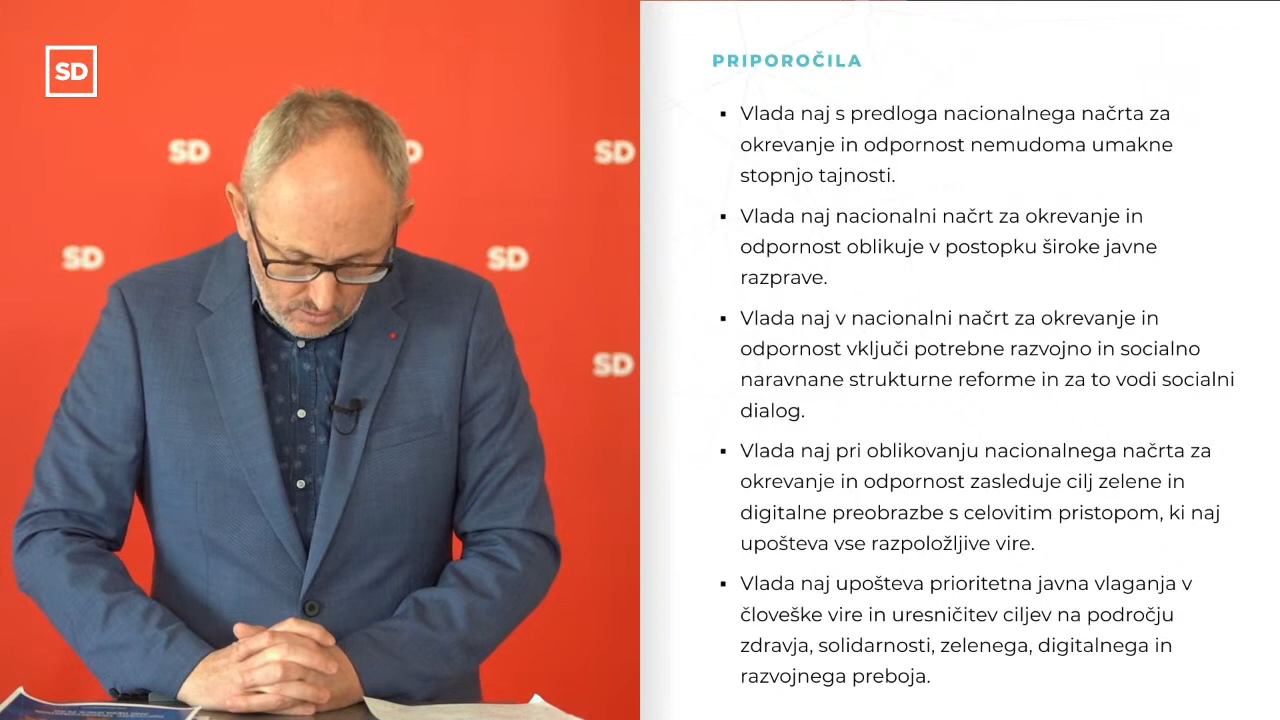 SD
SD
SD
SD
SD
SD
PRIPOROČILA
▪ Vlada naj s predloga nacionalnega načrta za
okrevanje in odpornost nemudoma umakne
stopnjo tajnosti.
▪ Vlada naj nacionalni načrt za okrevanje in
odpornost oblikuje v postopku široke javne
razprave.
▪ Vlada naj v nacionalni načrt za okrevanje in
odpornost vključi potrebne razvojno in socialno
naravnane strukturne reforme in za to vodi socialni
dialog.
▪ Vlada naj pri oblikovanju nacionalnega načrta za
okrevanje in odpornost zasleduje cilj zelene in
digitalne preobrazbe s celovitim pristopom, ki naj
upošteva vse razpoložljive vire.
▪ Vlada naj upošteva prioritetna javna vlaganja v
človeške vire in uresničitev ciljev na področju
zdravja, solidarnosti, zelenega, digitalnega in
razvojnega preboja.